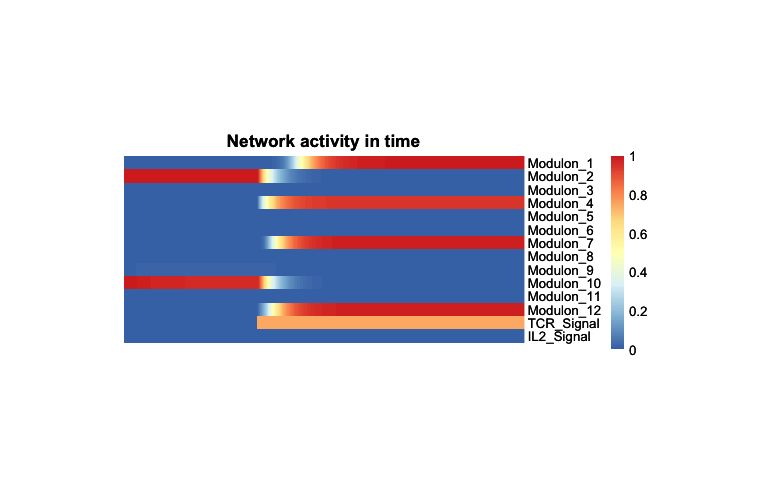 Network activity in time
Modulon_1
Modulon_2
Modulon_3
Modulon_4
Modulon_5
Modulon_6
Modulon_7
Modulon_8
Modulon_9
Modulon_10
Modulon_11
Modulon_12
TCR_Signal
IL2_Signal
1
0.8
0.6
0.4
0.2
0